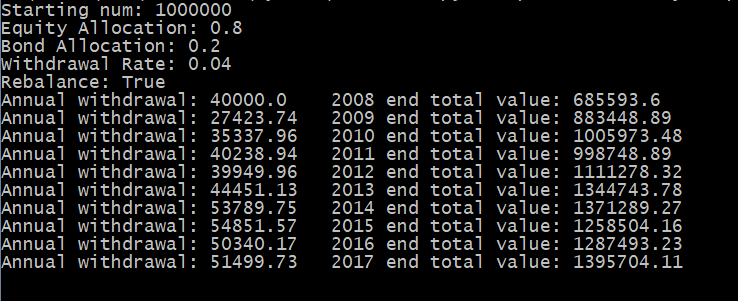 Starting num: 1000000
Equity Allocation: 0.8
Bond Allocation: 0.2
Withdrawal Rate: 0.04
Rebalance: True
Annual withdrawal: 40000.0   2008 end total value: 685593.6
Annual withdrawal: 27423.74   2009 end total value: 883448.89
Annual withdrawal: 35337.96   2010 end total value: 1005973.48
Annual withdrawal: 40238.94   2011 end total value: 998748.89
Annual withdrawal: 39949.96   2012 end total value: 1111278.32
Annual withdrawal: 44451.13   2013 end total value: 1344743.78
Annual withdrawal: 53789.75   2014 end total value: 1371289.27
Annual withdrawal: 54851.57   2015 end total value: 1258504.16
Annual withdrawal: 50340.17   2016 end total value: 1287493.23
Annual withdrawal: 51499.73   2017 end total value: 1395704.11